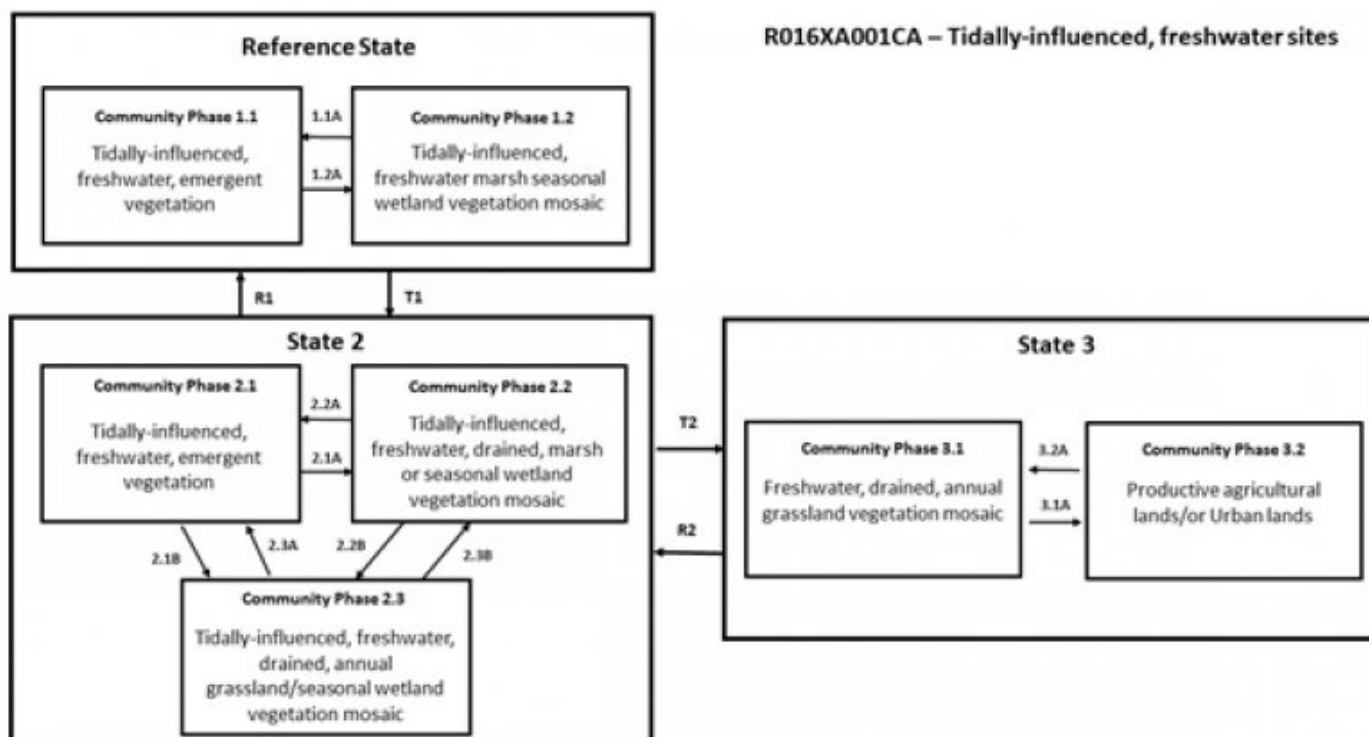 R016XA001CA – Tidally-influenced, freshwater sites
Reference State
Community Phase 1.1
Tidally-influenced,
freshwater, emergent
vegetation
1.1A
1.2A
Community Phase 1.2
Tidally-influenced,
freshwater marsh seasonal
wetland vegetation mosaic
R1
T1
State 2
Community Phase 2.1
Tidally-influenced,
freshwater, emergent
vegetation
2.2A
2.1A
Community Phase 2.2
Tidally-influenced,
freshwater, drained, marsh
or seasonal wetland
vegetation mosaic
2.1B
2.3A
2.2B
2.3B
Community Phase 2.3
Tidally-influenced, freshwater,
drained, annual
grassland/seasonal wetland
vegetation mosaic
T2
R2
State 3
Community Phase 3.1
Freshwater, drained, annual
grassland vegetation mosaic
3.2A
3.1A
Community Phase 3.2
Productive agricultural
lands/or Urban lands